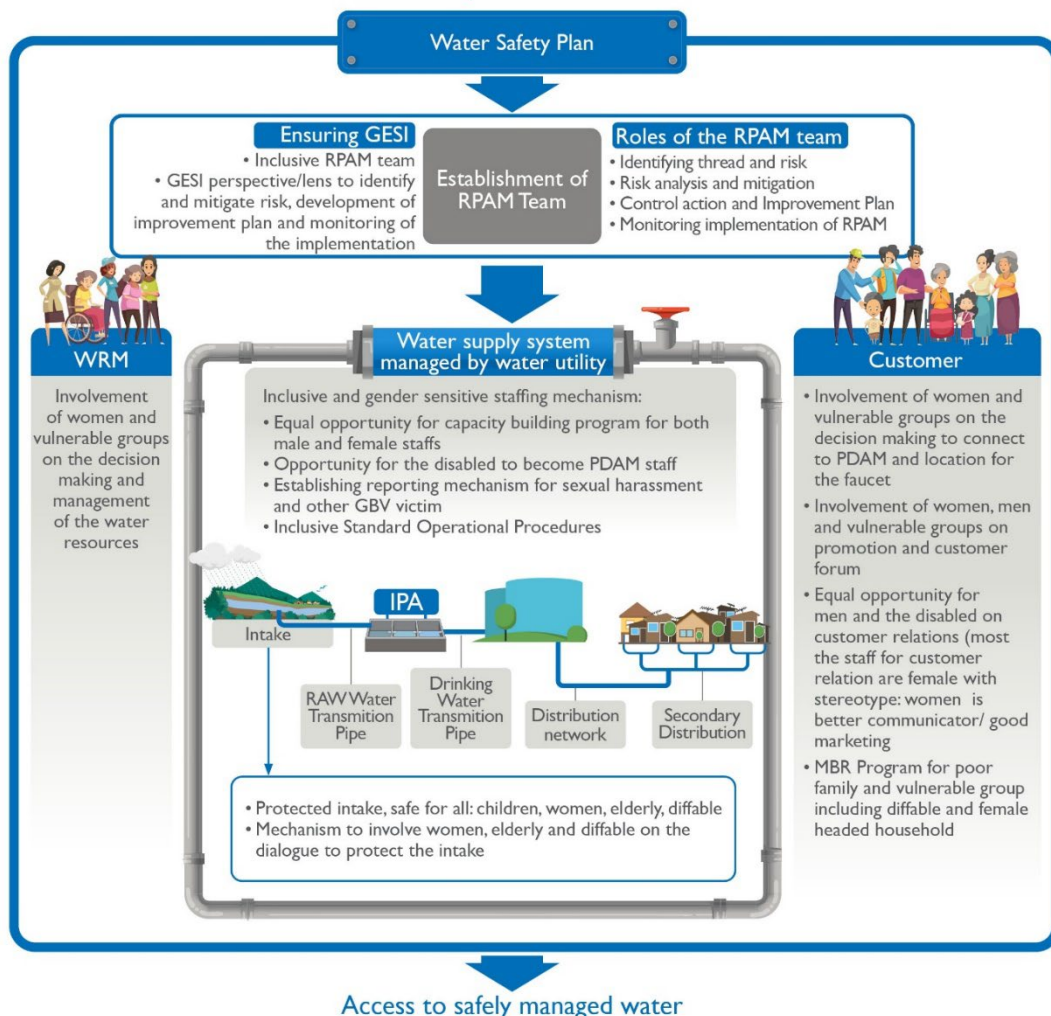 Water Safety Plan
Ensuring GESI
• Inclusive RPAM team
• GESI perspective/lens to identify
and mitigate risk, development of
improvement plan and monitoring of
the implementation
Establishment of
RPAM Team
Roles of the RPAM team
• Identifying thread and risk
• Risk analysis and mitigation
• Control action and Improvement Plan
• Monitoring implementation of RPAM
WRM
Involvement
of women and
vulnerable groups
on the decision
making and
management
of the water
resources
Water supply system
managed by water utility
Inclusive and gender sensitive staffing mechanism:
• Equal opportunity for capacity building program for both
male and female staffs
• Opportunity for the disabled to become PDAM staff
• Establishing reporting mechanism for sexual harassment
and other GBV victim
• Inclusive Standard Operational Procedures
IPA
Intake
RAW Water
Transmition
Pipe
Drinking
Water
Transmition
Pipe
Distribution
network
Secondary
Distribution
• Protected intake, safe for all: children, women, elderly, diffable
• Mechanism to involve women, elderly and diffable on the
dialogue to protect the intake
Customer
• Involvement of women and
vulnerable groups on the
decision making to connect
to PDAM and location for
the faucet
• Involvement of women, men
and vulnerable groups on
promotion and customer
forum
• Equal opportunity for
men and the disabled on
customer relations (most
the staff for customer
relation are female with
stereotype: women is
better communicator/ good
marketing
• MBR Program for poor
family and vulnerable group
including diffable and female
headed household
Access to safely managed water